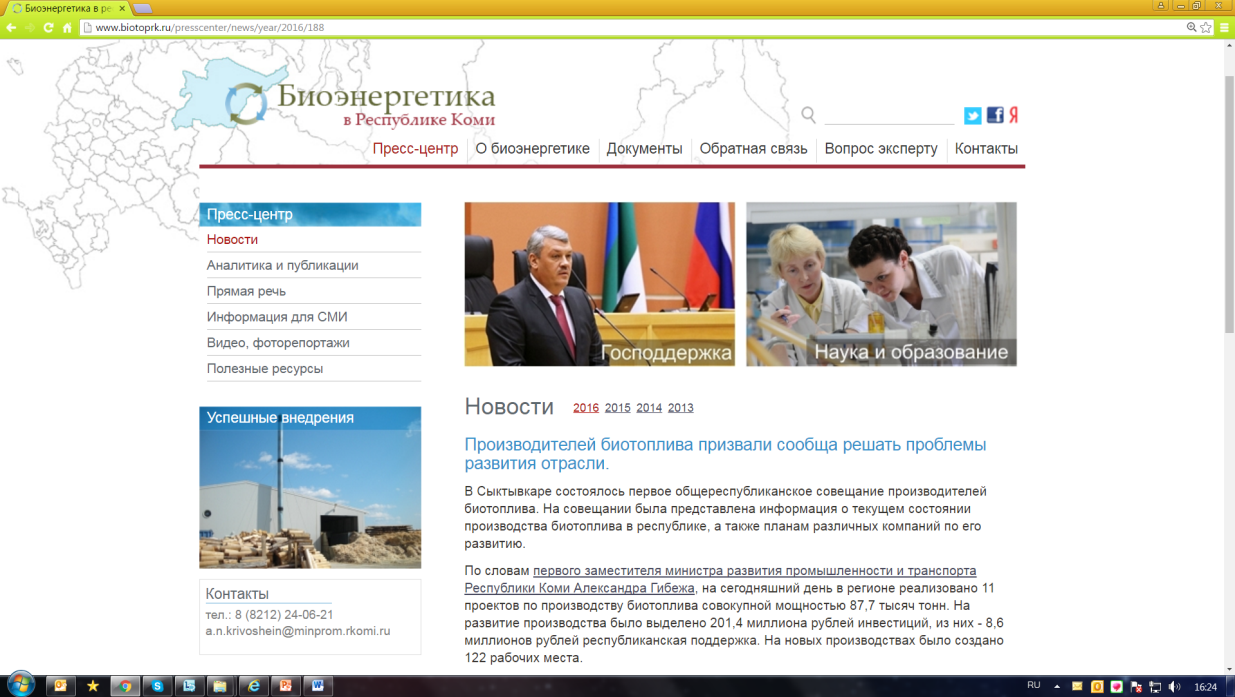 Биоэнергетика в ре
www.biotoprk.ru/presscenter/news/year/2016/188
Биоэнергетика
в Республике Коми
Пресс-центр
О биоэнергетике
Документы
Обратная связь
Вопрос эксперту
Контакты
Пресс-центр
Новости
Аналитика и публикации
Прямая речь
Информация для СМИ
Видео, фоторепортажи
Полезные ресурсы
Успешные внедрения
Контакты
тел.: 8 (8212) 24-06-21
a.n.krivoshein@minprom.rkomi.ru
Господдержка
Наука и образование
Новости 2016 2015 2014 2013
Производителей биотоплива призвали сообща решать проблемы
развития отрасли.
В Сыктывкаре состоялось первое общереспубликанское совещание производителей
биотоплива. На совещании была представлена информация о текущем состоянии
производства биотоплива в республике, а также планам различных компаний по его
развитию.
По словам первого заместителя министра развития промышленности и транспорта
Республики Коми Александра Гибежа, на сегодняшний день в регионе реализовано 11
проектов по производству биотоплива совокупной мощностью 87,7 тысяч тонн. На
развитие производства было выделено 201,4 миллиона рублей инвестиций, из них - 8,6
миллионов рублей республиканская поддержка. На новых производствах было создано
122 рабочих места.
RU
16:24